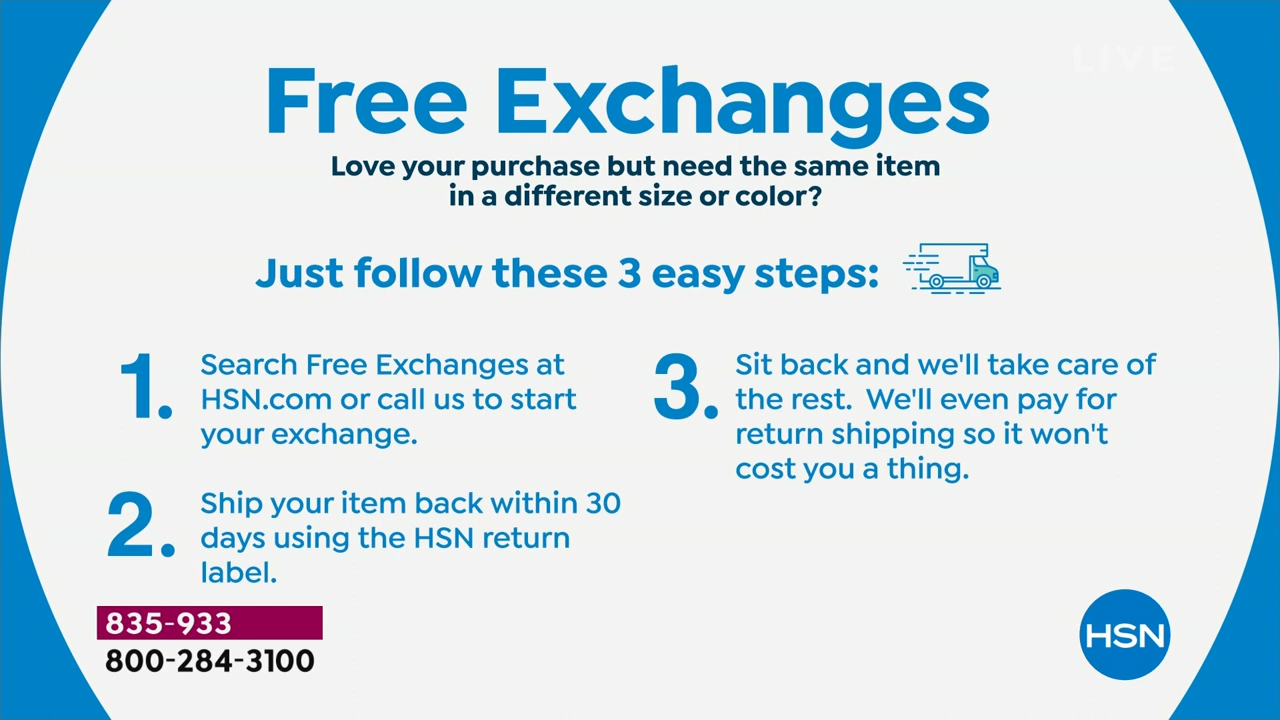 LIVE
Free Exchanges
Love your purchase but need the same item
in a different size or color?
Just follow these 3 easy steps:
1. Search Free Exchanges at
HSN.com or call us to start
your exchange.
2. Ship your item back within 30
days using the HSN return
label.
3. Sit back and we'll take care of
the rest.  We'll even pay for
return shipping so it won't
cost you a thing.
835-933
800-284-3100
HSN